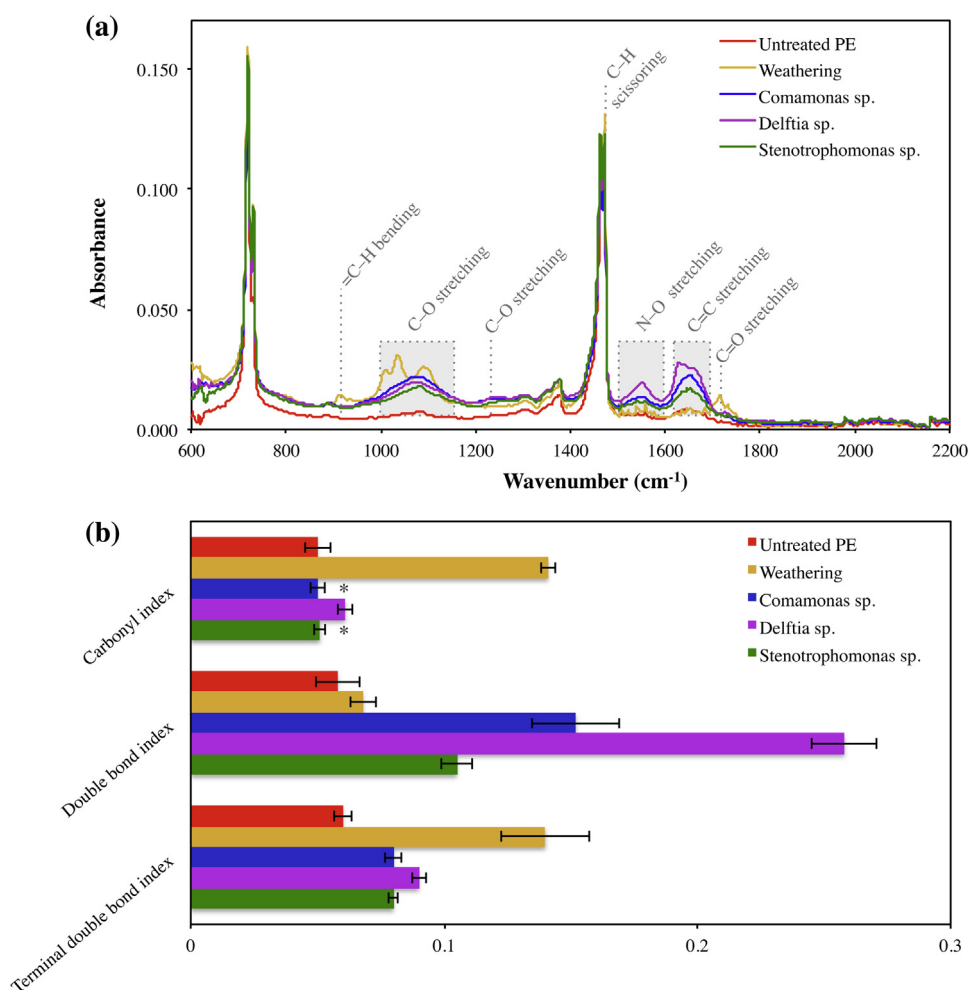 (a)
Untreated PE
Weathering
Comamonas sp.
Delftia sp.
Stenotrophomonas sp.
C–H
scissoring
=C–H bending
C–O stretching
C–O stretching
N–O stretching
C=C stretching
C=O stretching
Absorbance
0.150
0.100
0.050
0.000
600
800
1000
1200
1400
1600
1800
2000
2200
Wavenumber (cm-1)
(b)
Untreated PE
Weathering
Comamonas sp.
Delftia sp.
Stenotrophomonas sp.
*
*
Carbonyl index
Double bond index
Terminal double bond index
0
0.1
0.2
0.3